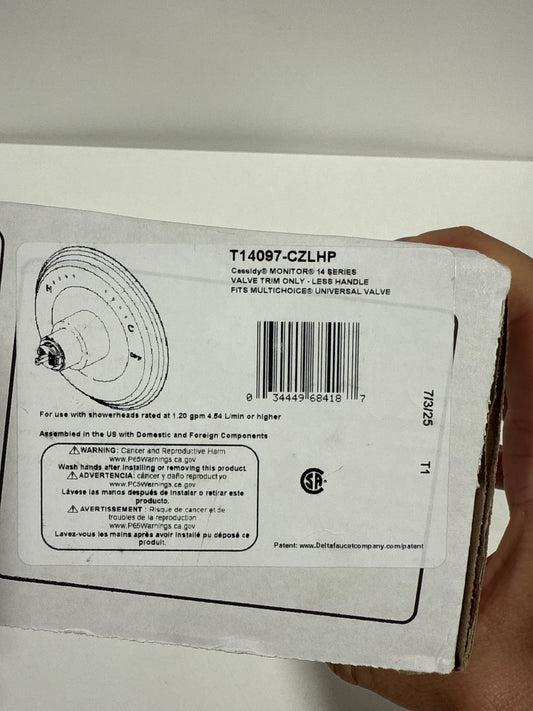 T14097-CZLHP
Cassidy® MONITOR® 14 SERIES
VALVE TRIM ONLY - LESS HANDLE
FITS MULTICHOICE® UNIVERSAL VALVE
0 34449 68418 7
For use with showerheads rated at 1.20 gpm 4.54 L/min or higher
Assembled in the US with Domestic and Foreign Components
⚠WARNING: Cancer and Reproductive Harm
www.P65Warnings.ca.gov
Wash hands after installing or removing this product
⚠ADVERTENCIA: cáncer y daño reproductivo
www.PC5Warnings.ca.gov
Lávese las manos después de instalar o retirar este
producto.
⚠AVERTISSEMENT: Risque de cancer et de
troubles de la reproduction
www.P65Warnings.ca.gov
Lavez-vous les mains après avoir installé pu déposé ce
produit.
SA
Patent: www.Deltafaucetcompany.com/patent
7/3/25 T1